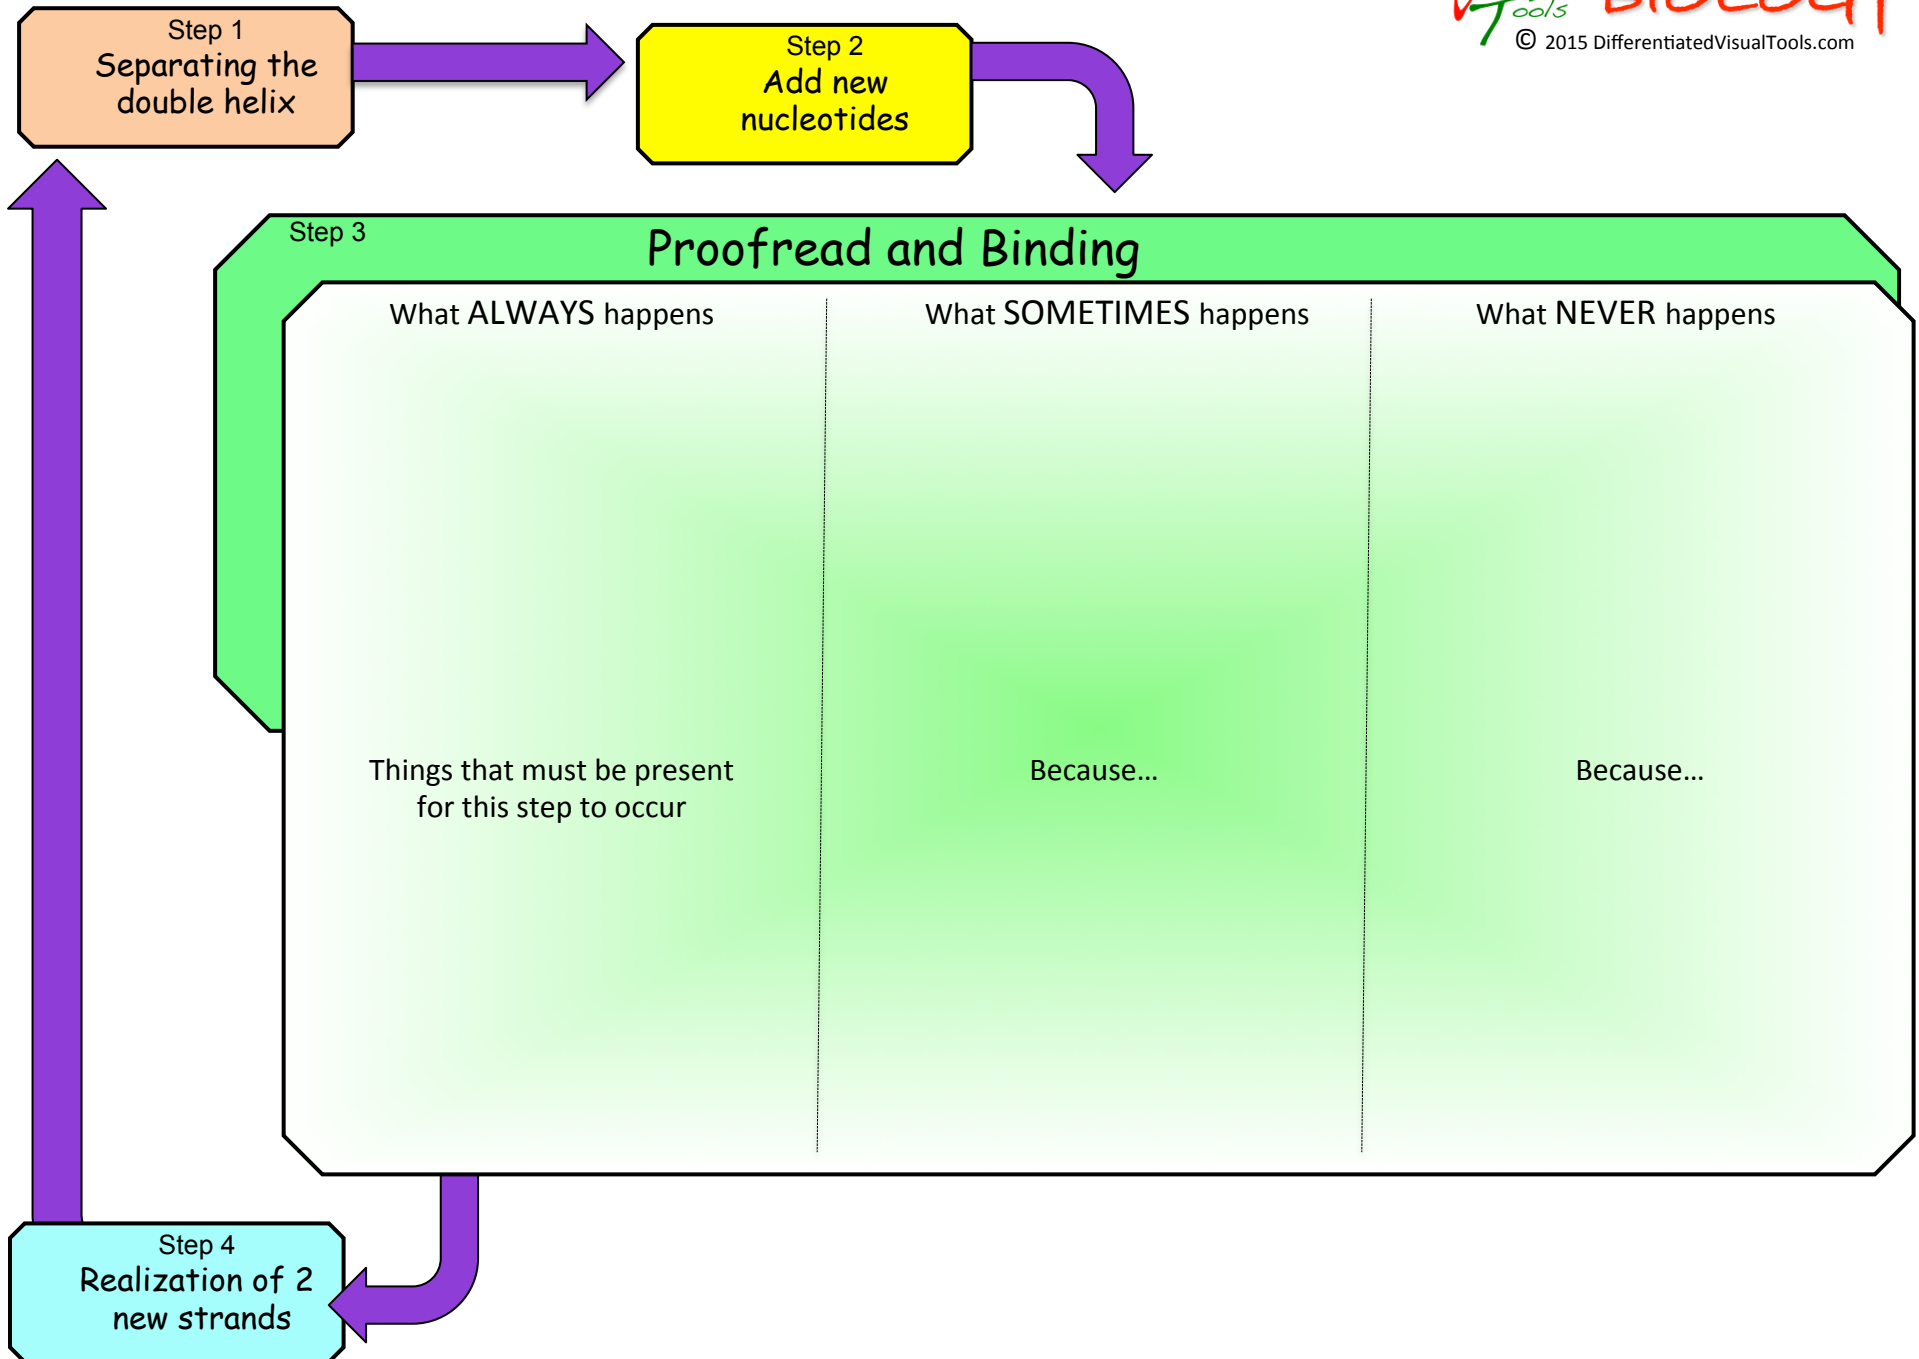 Step 1
Separating the
double helix
Step 2
Add new
nucleotides
Tools
BIOLOGY
© 2015 DifferentiatedVisualTools.com
Step 3
Proofread and Binding
What ALWAYS happens
What SOMETIMES happens
What NEVER happens
Things that must be present
for this step to occur
Because...
Because...
Step 4
Realization of 2
new strands